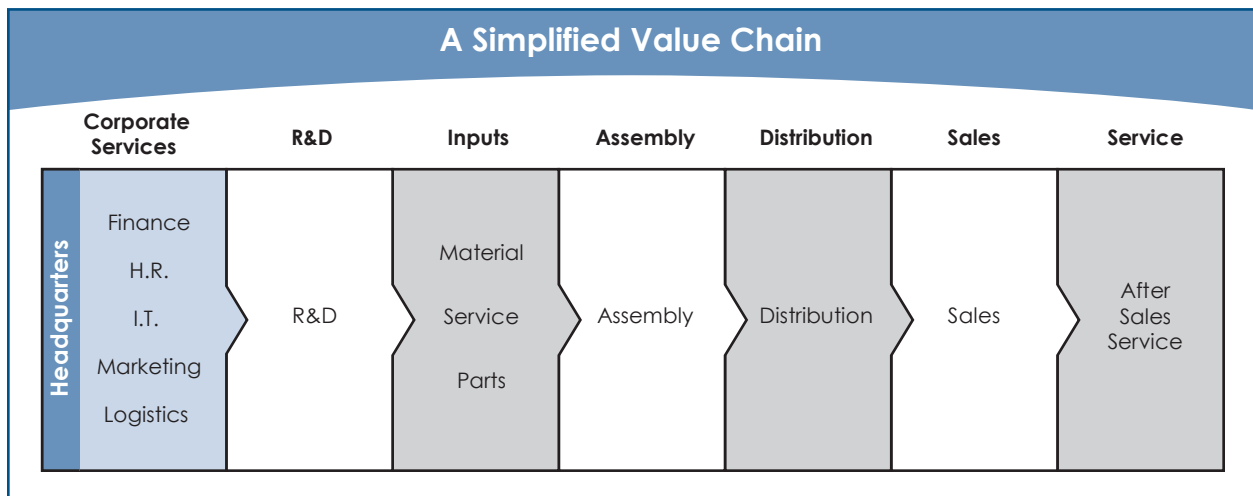 A Simplified Value Chain
Corporate
Services
R&D
Inputs
Assembly
Distribution
Sales
Service
Headquarters
Finance
H.R.
I.T.
Marketing
Logistics
R&D
Material
Service
Parts
Assembly
Distribution
Sales
After
Sales
Service